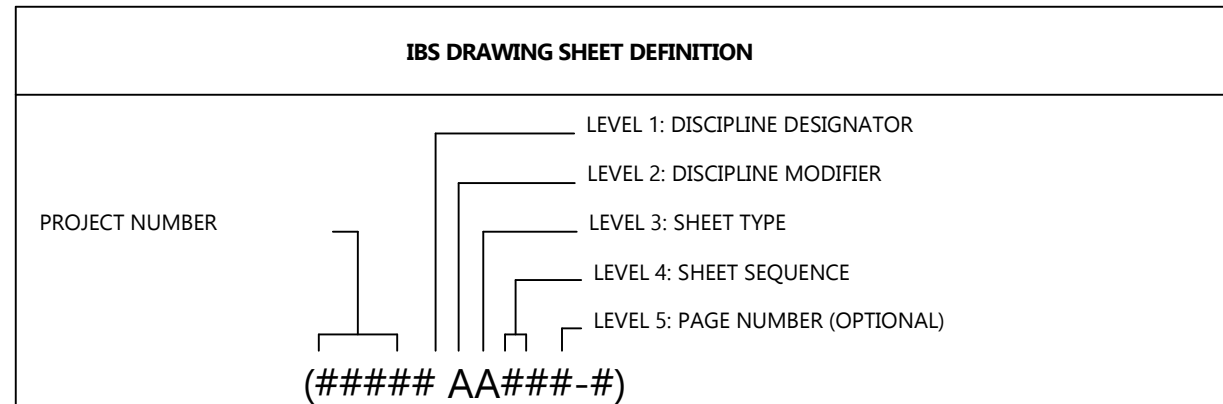 IBS DRAWING SHEET DEFINITION
LEVEL 1: DISCIPLINE DESIGNATOR
LEVEL 2: DISCIPLINE MODIFIER
PROJECT NUMBER
LEVEL 3: SHEET TYPE
LEVEL 4: SHEET SEQUENCE
LEVEL 5: PAGE NUMBER (OPTIONAL)
(##### AA###-#)